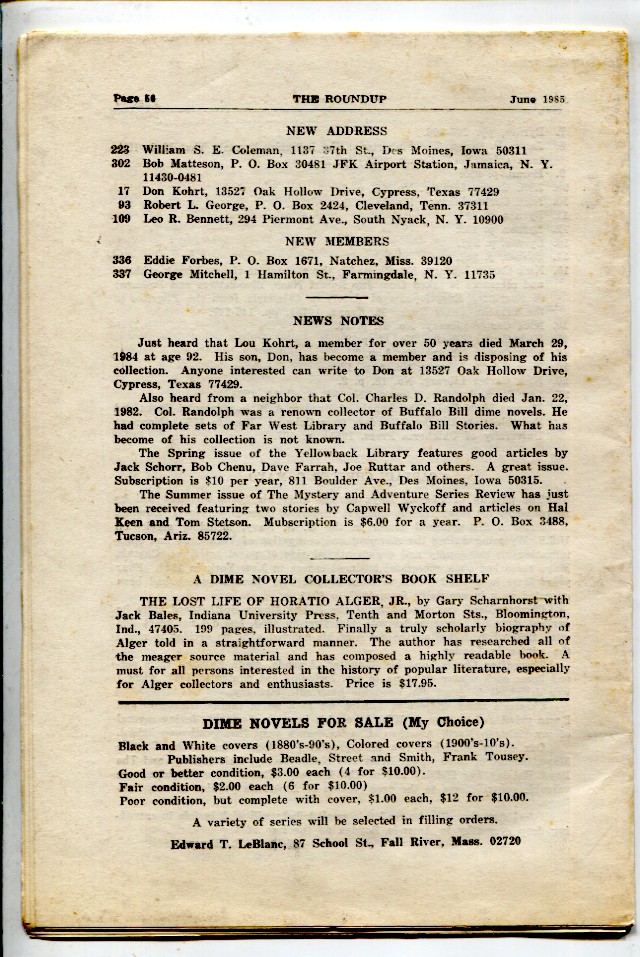 Page 56 THE ROUNDUP June 1985
NEW ADDRESS
223 William S. E. Coleman, 1137 37th St., Des Moines, Iowa 50311
302 Bob Matteson, P. O. Box 30481 JFK Airport Station, Jamaica, N. Y.
11430-0481
17 Don Kohrt, 13527 Oak Hollow Drive, Cypress, Texas 77429
93 Robert L. George, P. O. Box 2424, Cleveland, Tenn. 37311
109 Leo R. Bennett, 294 Piermont Ave., South Nyack, N. Y. 10900
NEW MEMBERS
336 Eddie Forbes, P. O. Box 1671, Natchez, Miss. 39120
337 George Mitchell, 1 Hamilton St., Farmingdale, N. Y. 11735
NEWS NOTES
Just heard that Lou Kohrt, a member for over 50 years died March 29,
1984 at age 92. His son, Don, has become a member and is disposing of his
collection. Anyone interested can write to Don at 13527 Oak Hollow Drive,
Cypress, Texas 77429.
Also heard from a neighbor that Col. Charles D. Randolph died Jan. 22,
1982. Col. Randolph was a renown collector of Buffalo Bill dime novels. He
had complete sets of Far West Library and Buffalo Bill Stories. What has
become of his collection is not known.
The Spring issue of the Yellowback Library features good articles by
Jack Schorr, Bob Chenu, Dave Farrah, Joe Ruttar and others. A great issue.
Subscription is $10 per year, 811 Boulder Ave., Des Moines, Iowa 50315.
The Summer issue of The Mystery and Adventure Series Review has just
been received featuring two stories by Capwell Wyckoff and articles on Hal
Keen and Tom Stetson. Mubscription is $6.00 for a year. P. O. Box 3488,
Tucson, Ariz. 85722.
A DIME NOVEL COLLECTOR'S BOOK SHELF
THE LOST LIFE OF HORATIO ALGER, JR., by Gary Scharnhorst with
Jack Bales, Indiana University Press, Tenth and Morton Sts., Bloomington,
Ind., 47405. 199 pages, illustrated. Finally a truly scholarly biography of
Alger told in a straightforward manner. The author has researched all of
the meager source material and has composed a highly readable book. A
must for all persons interested in the history of popular literature, especially
for Alger collectors and enthusiasts. Price is $17.95.
DIME NOVELS FOR SALE (My Choice)
Black and White covers (1880's-90's), Colored covers (1900's-10's).
Publishers include Beadle, Street and Smith, Frank Tousey.
Good or better condition, $3.00 each (4 for $10.00).
Fair condition, $2.00 each (6 for $10.00)
Poor condition, but complete with cover, $1.00 each, $12 for $10.00.
A variety of series will be selected in filling orders.
Edward T. LeBlanc, 87 School St., Fall River, Mass. 02720